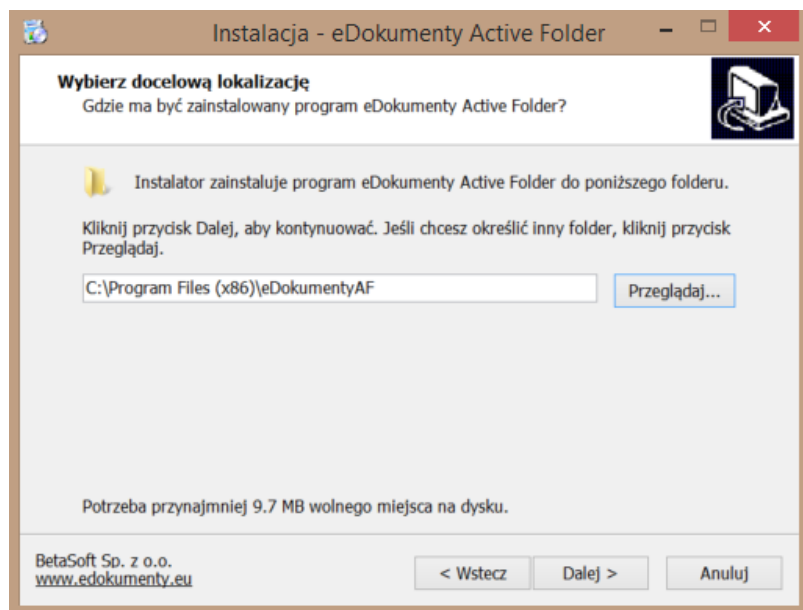 Instalacja - eDokumenty Active Folder
Wybierz docelową lokalizację
Gdzie ma być zainstalowany program eDokumenty Active Folder?
Instalator zainstaluje program eDokumenty Active Folder do poniższego folderu.
Kliknij przycisk Dalej, aby kontynuować. Jeśli chcesz określić inny folder, kliknij przycisk
Przeglądaj.
C:\Program Files (x86)\eDokumentyAF
Przeglądaj...
Potrzeba przynajmniej 9.7 MB wolnego miejsca na dysku.
BetaSoft Sp. z o.o.
www.edokumenty.eu
< Wstecz
Dalej >
Anuluj